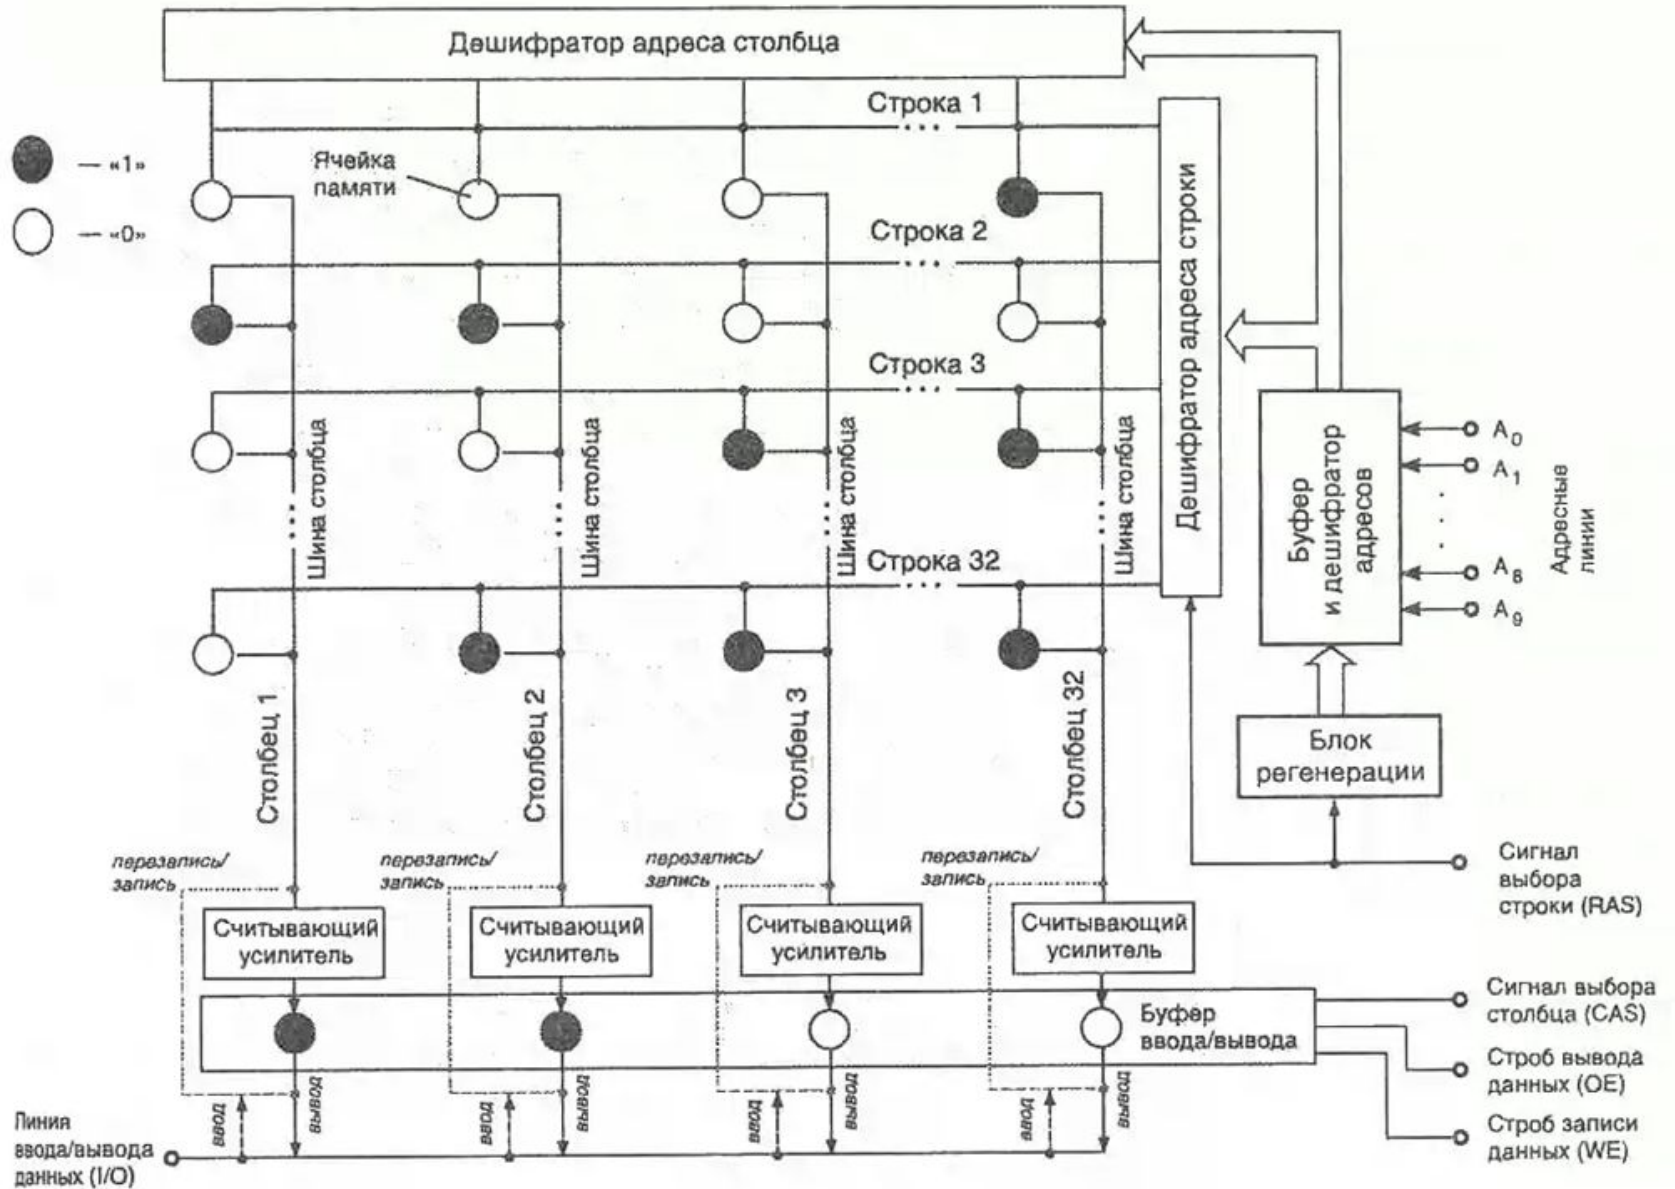 Дешифратор адреса столбца
Строка 1
— «1»
Ячейка
памяти
— «0»
Строка 2
Строка 3
Строка 32
Дешифратор адреса строки
Шина столбца
Шина столбца
Шина столбца
Шина столбца
Буфер
и дешифратор
адресов
A0
A1
A8
A9
Адресные
линии
Столбец 1
Столбец 2
Столбец 3
Столбец 32
Блок
регенерации
перезапись/
запись
перезапись/
запись
перезапись/
запись
перезапись/
запись
Сигнал
выбора
строки (RAS)
Считывающий
усилитель
Считывающий
усилитель
Считывающий
усилитель
Считывающий
усилитель
Буфер
ввода/вывода
Сигнал выбора
столбца (CAS)
Строб вывода
данных (OE)
Строб записи
данных (WE)
ввод
вывод
ввод
вывод
ввод
вывод
ввод
вывод
Линия
ввода/вывода
данных (I/O)